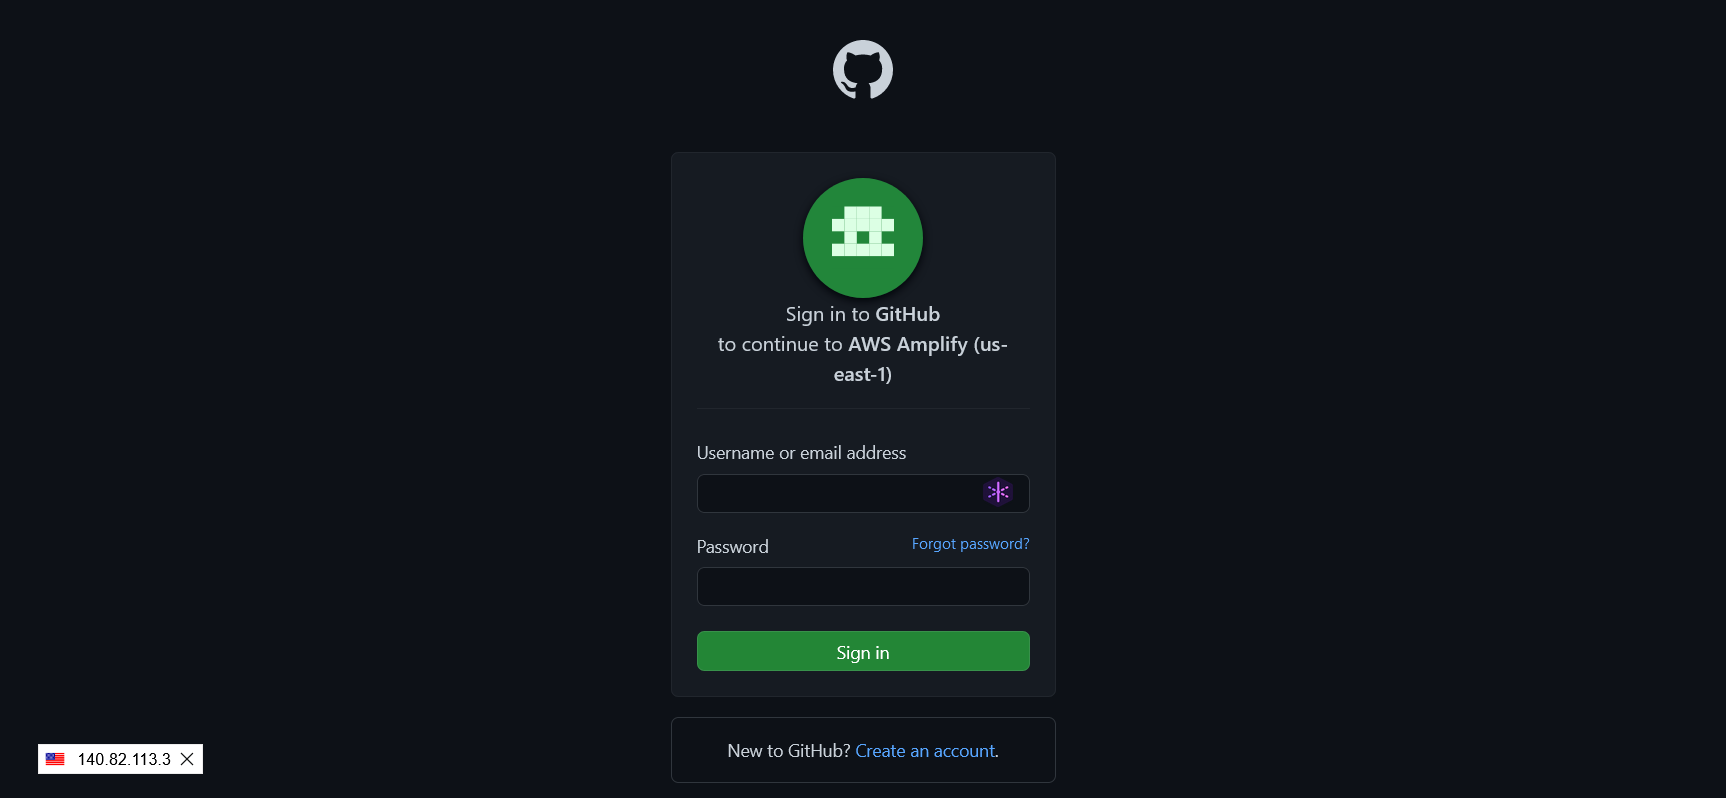 Sign in to GitHub
to continue to AWS Amplify (us-
east-1)
Username or email address
Password
Forgot password?
Sign in
New to GitHub? Create an account.
140.82.113.3